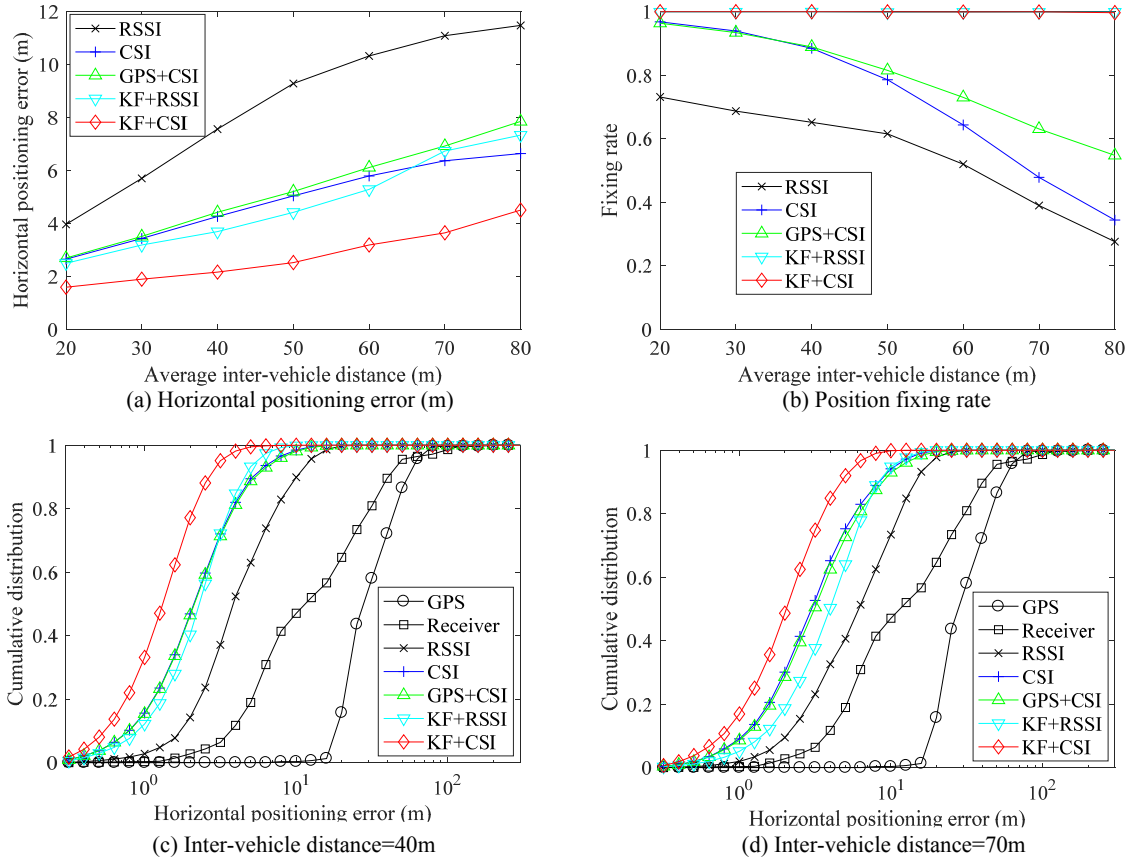 12
10
8
6
4
2
0
Horizontal positioning error (m)
RSSI
CSI
GPS+CSI
KF+RSSI
KF+CSI
20 30 40 50 60 70 80
Average inter-vehicle distance (m)
(a) Horizontal positioning error (m)
1
0.8
0.6
0.4
0.2
0
Fixing rate
RSSI
CSI
GPS+CSI
KF+RSSI
KF+CSI
20 30 40 50 60 70 80
Average inter-vehicle distance (m)
(b) Position fixing rate
1
0.8
0.6
0.4
0.2
0
Cumulative distribution
GPS
Receiver
RSSI
CSI
GPS+CSI
KF+RSSI
KF+CSI
10^0 10^1 10^2
Horizontal positioning error (m)
(c) Inter-vehicle distance=40m
1
0.8
0.6
0.4
0.2
0
Cumulative distribution
GPS
Receiver
RSSI
CSI
GPS+CSI
KF+RSSI
KF+CSI
10^0 10^1 10^2
Horizontal positioning error (m)
(d) Inter-vehicle distance=70m